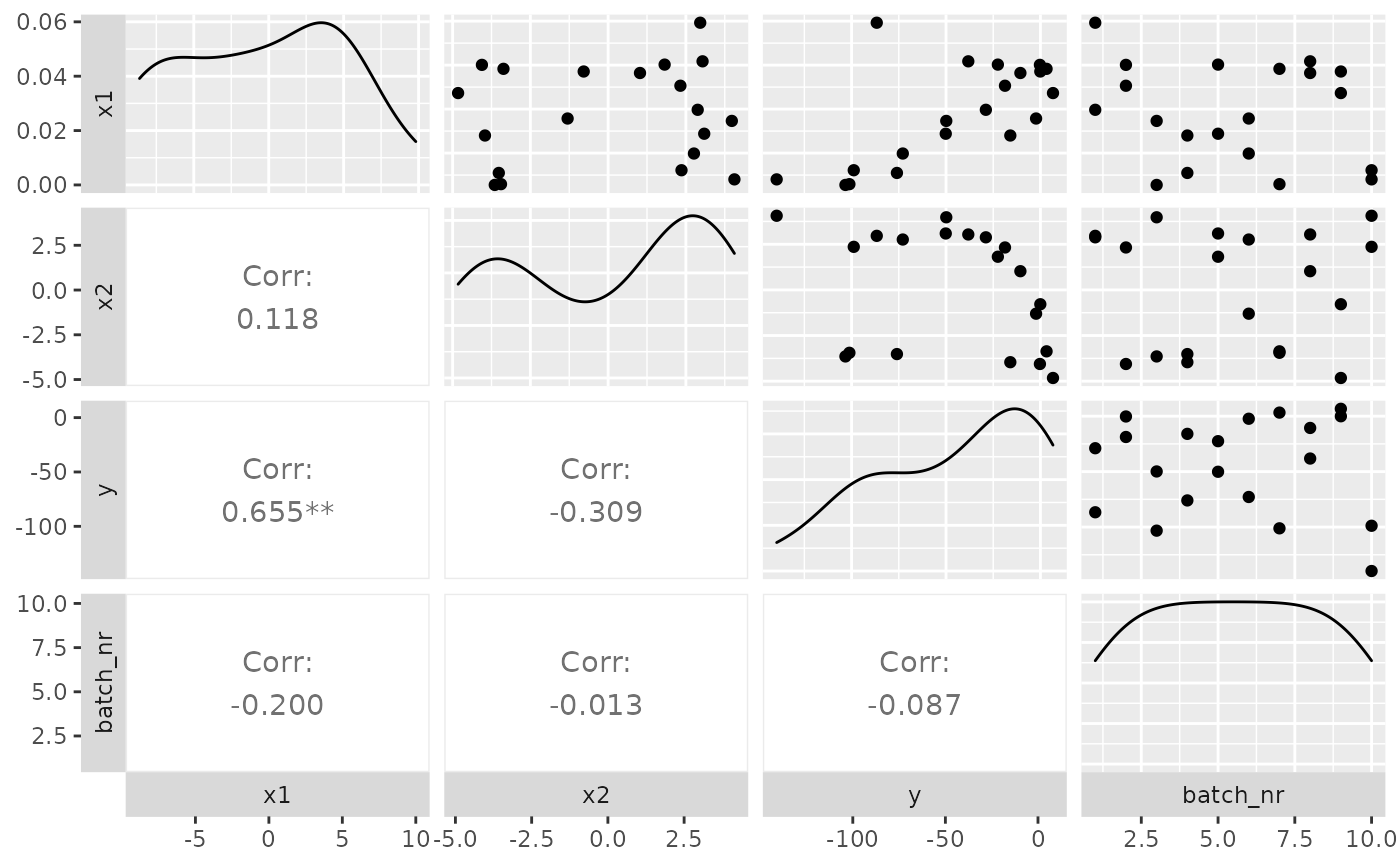 0.06
0.04
0.02
0.00
x1
2.5
0.0
-2.5
-5.0
x2
Corr:
0.118
0
-50
-100
y
Corr:
0.655**
Corr:
-0.309
10.0
7.5
5.0
2.5
batch_nr
Corr:
-0.200
Corr:
-0.013
Corr:
-0.087
x1 x2 y batch_nr
-5 0 5 10 -5.0 -2.5 0.0 2.5 -100 -50 0 2.5 5.0 7.5 10.0